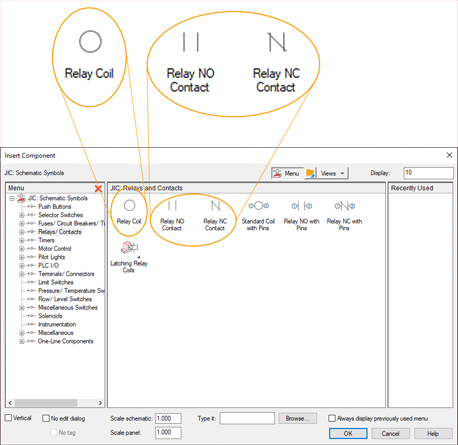 Relay Coil
Relay NO
Contact
Relay NC
Contact
Insert Component
JIC: Schematic Symbols
Menu
Views
Display:
10
Menu
JIC: Schematic Symbols
Push Buttons
Selector Switches
Fuses/ Circuit Breakers/ T
Relays/ Contacts
Timers
Motor Control
Pilot Lights
PLC I/O
Terminals/ Connectors
Limit Switches
Pressure/ Temperature Sw
Flow/ Level Switches
Miscellaneous Switches
Solenoids
Instrumentation
Miscellaneous
One-Line Components
JIC: Relays and Contacts
Relay Coil
Relay NO
Contact
Relay NC
Contact
Standard Coil
with Pins
Relay NO with
Pins
Relay NC with
Pins
Latching Relay
Coils
Recently Used
Vertical
No edit dialog
No tag
Scale schematic:
1.000
Scale panel:
1.000
Type it:
Browse...
Always display previously used menu
OK
Cancel
Help